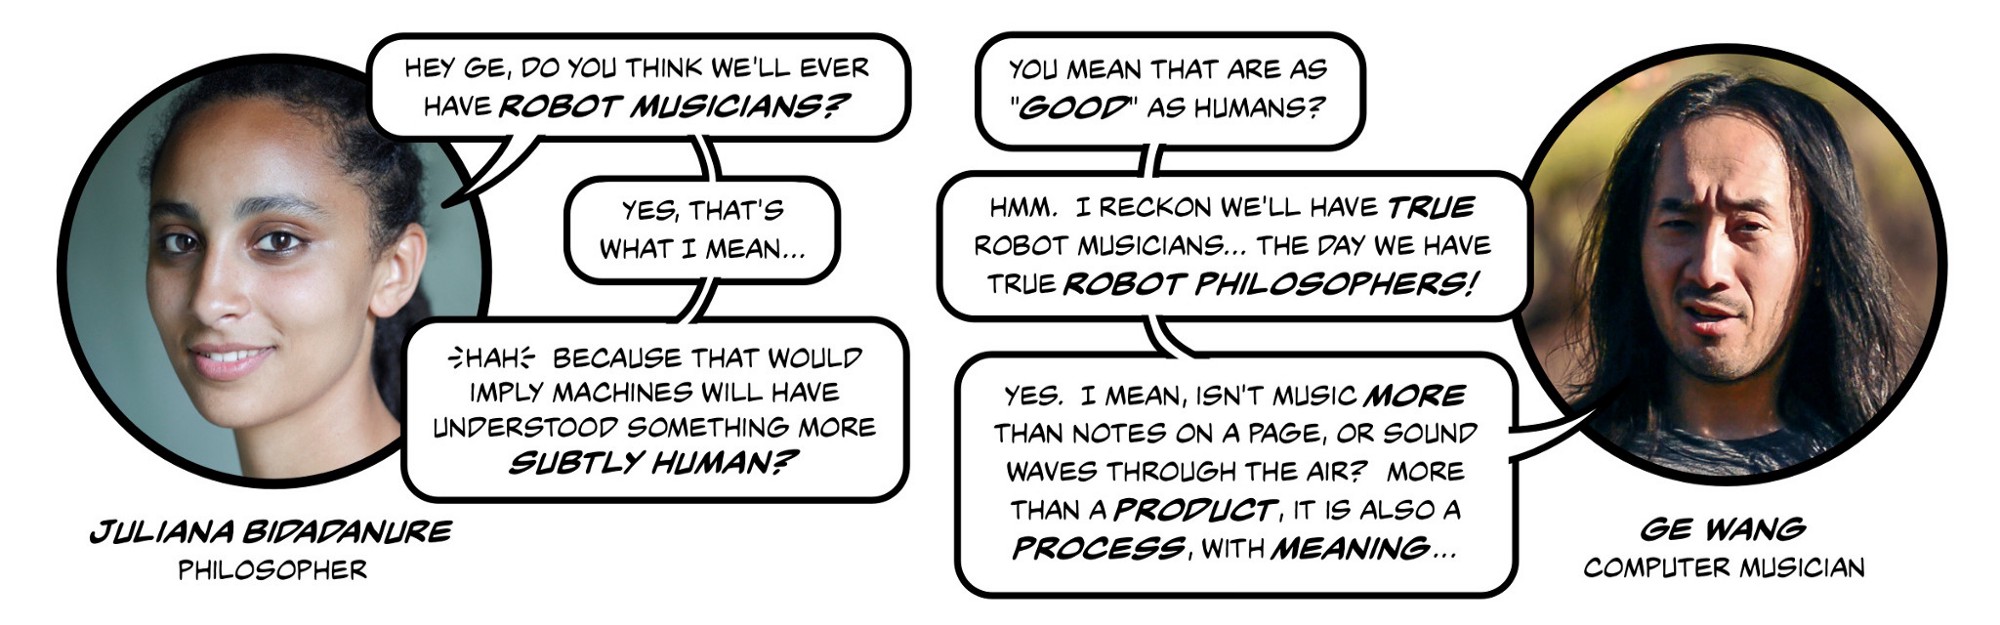 HEY GE, DO YOU THINK WE'LL EVER
HAVE ROBOT MUSICIANS?
YOU MEAN THAT ARE AS
"GOOD" AS HUMANS?
YES, THAT'S
WHAT I MEAN...
HMM. I RECKON WE'LL HAVE TRUE
ROBOT MUSICIANS... THE DAY WE HAVE
TRUE ROBOT PHILOSOPHERS!
HAH BECAUSE THAT WOULD
IMPLY MACHINES WILL HAVE
UNDERSTOOD SOMETHING MORE
SUBTLY HUMAN?
YES. I MEAN, ISN'T MUSIC MORE
THAN NOTES ON A PAGE, OR SOUND
WAVES THROUGH THE AIR? MORE
THAN A PRODUCT, IT IS ALSO A
PROCESS, WITH MEANING...
JULIANA BIDADANURE
PHILOSOPHER
GE WANG
COMPUTER MUSICIAN